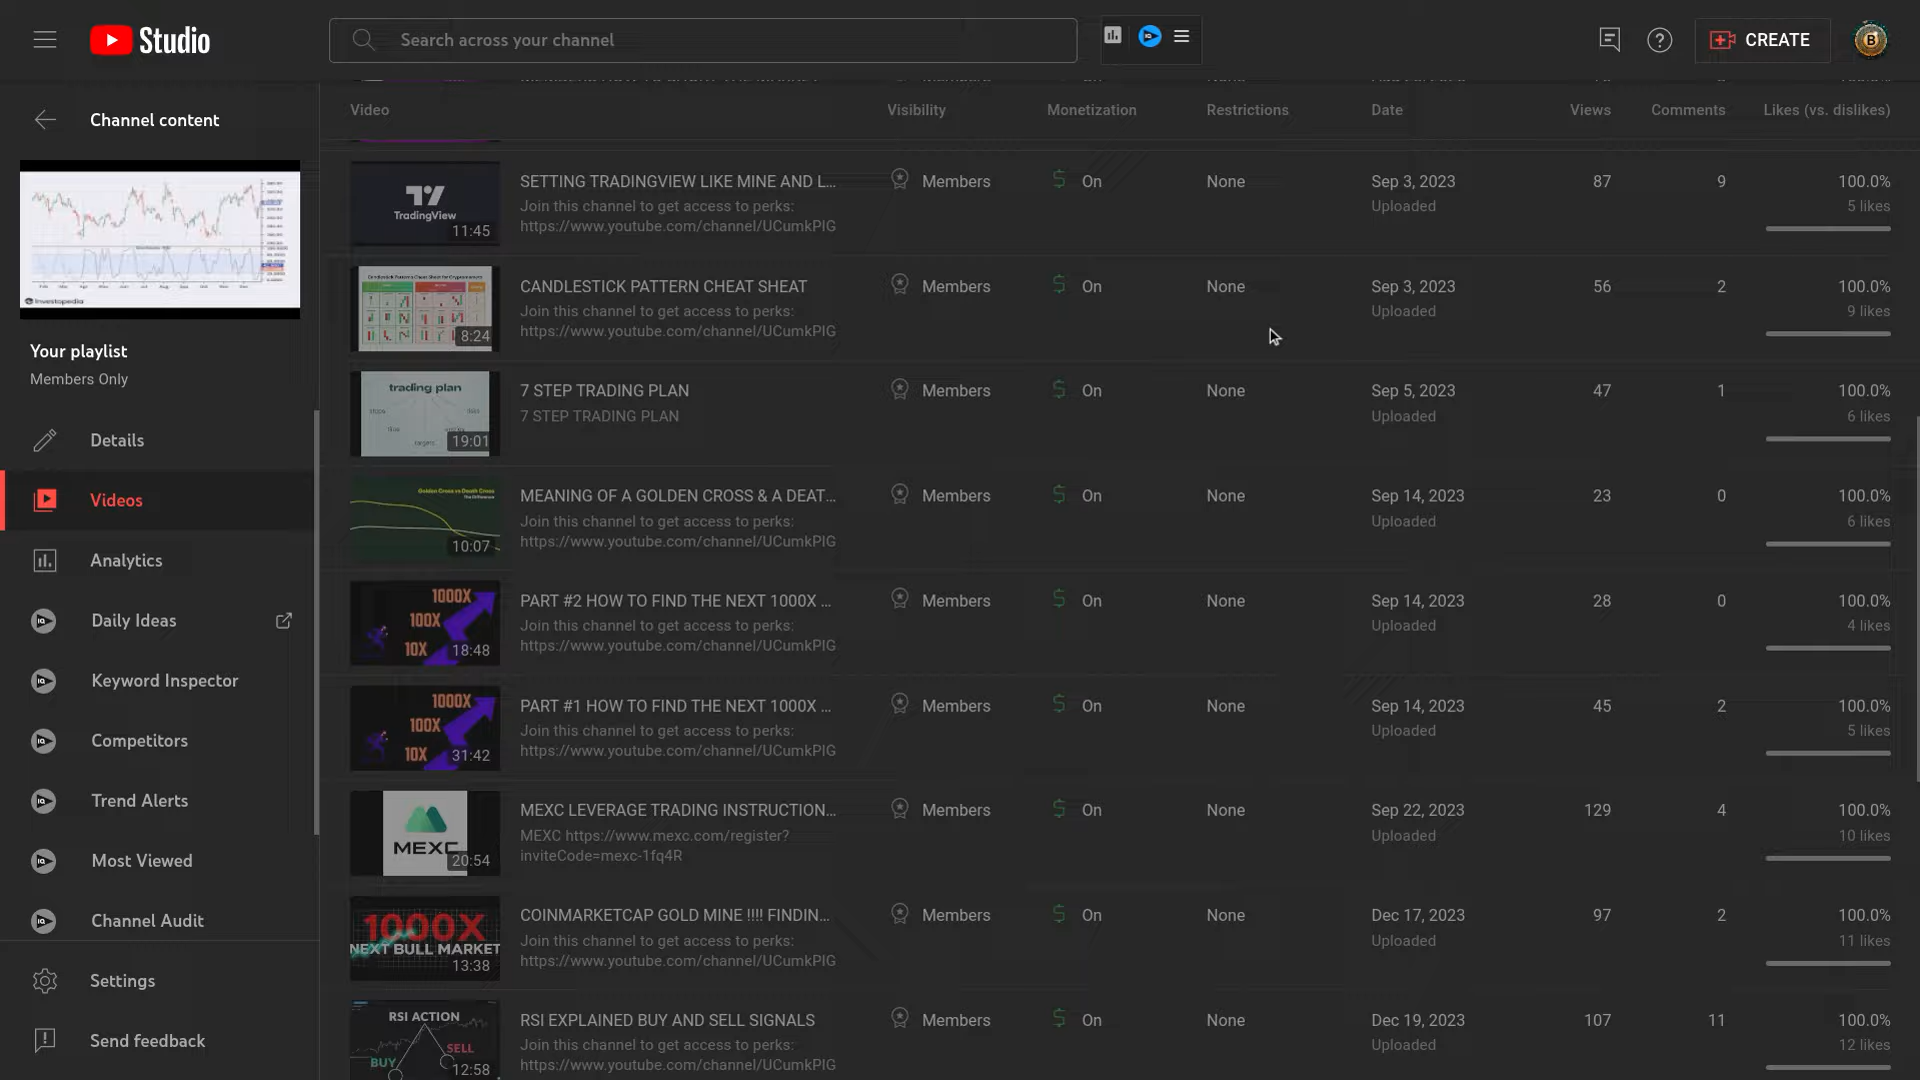 Studio
Search across your channel
CREATE
Channel content
Video
Visibility
Monetization
Restrictions
Date
Views
Comments
Likes (vs. dislikes)
TradingView
11:45
SETTING TRADINGVIEW LIKE MINE AND L...
Join this channel to get access to perks:
https://www.youtube.com/channel/UCumkPIG
Members
On
None
Sep 3, 2023
Uploaded
87
9
100.0%
5 likes
8:24
CANDLESTICK PATTERN CHEAT SHEAT
Join this channel to get access to perks:
https://www.youtube.com/channel/UCumkPIG
Members
On
None
Sep 3, 2023
Uploaded
56
2
100.0%
9 likes
Investopedia
Your playlist
Members Only
trading plan
19:01
7 STEP TRADING PLAN
7 STEP TRADING PLAN
Members
On
None
Sep 5, 2023
Uploaded
47
1
100.0%
6 likes
Details
Videos
Analytics
Daily Ideas
Keyword Inspector
Competitors
Trend Alerts
Most Viewed
Channel Audit
Settings
Send feedback
Golden Cross vs Death Cross
The Difference
10:07
MEANING OF A GOLDEN CROSS & A DEAT...
Join this channel to get access to perks:
https://www.youtube.com/channel/UCumkPIG
Members
On
None
Sep 14, 2023
Uploaded
23
0
100.0%
6 likes
1000X
100X
10X
18:48
PART #2 HOW TO FIND THE NEXT 1000X ...
Join this channel to get access to perks:
https://www.youtube.com/channel/UCumkPIG
Members
On
None
Sep 14, 2023
Uploaded
28
0
100.0%
4 likes
1000X
100X
10X
31:42
PART #1 HOW TO FIND THE NEXT 1000X ...
Join this channel to get access to perks:
https://www.youtube.com/channel/UCumkPIG
Members
On
None
Sep 14, 2023
Uploaded
45
2
100.0%
5 likes
MEXC
20:54
MEXC LEVERAGE TRADING INSTRUCTION...
MEXC https://www.mexc.com/register?
inviteCode=mexc-1fq4R
Members
On
None
Sep 22, 2023
Uploaded
129
4
100.0%
10 likes
1000X
NEXT BULL MARKET
13:38
COINMARKETCAP GOLD MINE !!!! FINDIN...
Join this channel to get access to perks:
https://www.youtube.com/channel/UCumkPIG
Members
On
None
Dec 17, 2023
Uploaded
97
2
100.0%
11 likes
RSI ACTION
SELL
BUY
12:58
RSI EXPLAINED BUY AND SELL SIGNALS
Join this channel to get access to perks:
https://www.youtube.com/channel/UCumkPIG
Members
On
None
Dec 19, 2023
Uploaded
107
11
100.0%
12 likes